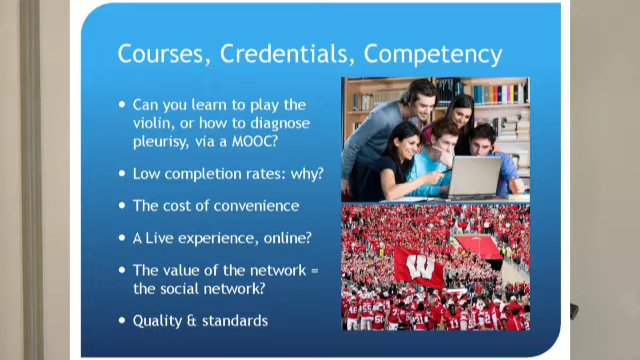 Courses, Credentials, Competency
• Can you learn to play the
violin, or how to diagnose
pleurisy, via a MOOC?
• Low completion rates: why?
• The cost of convenience
• A Live experience, online?
• The value of the network =
the social network?
• Quality & standards
W